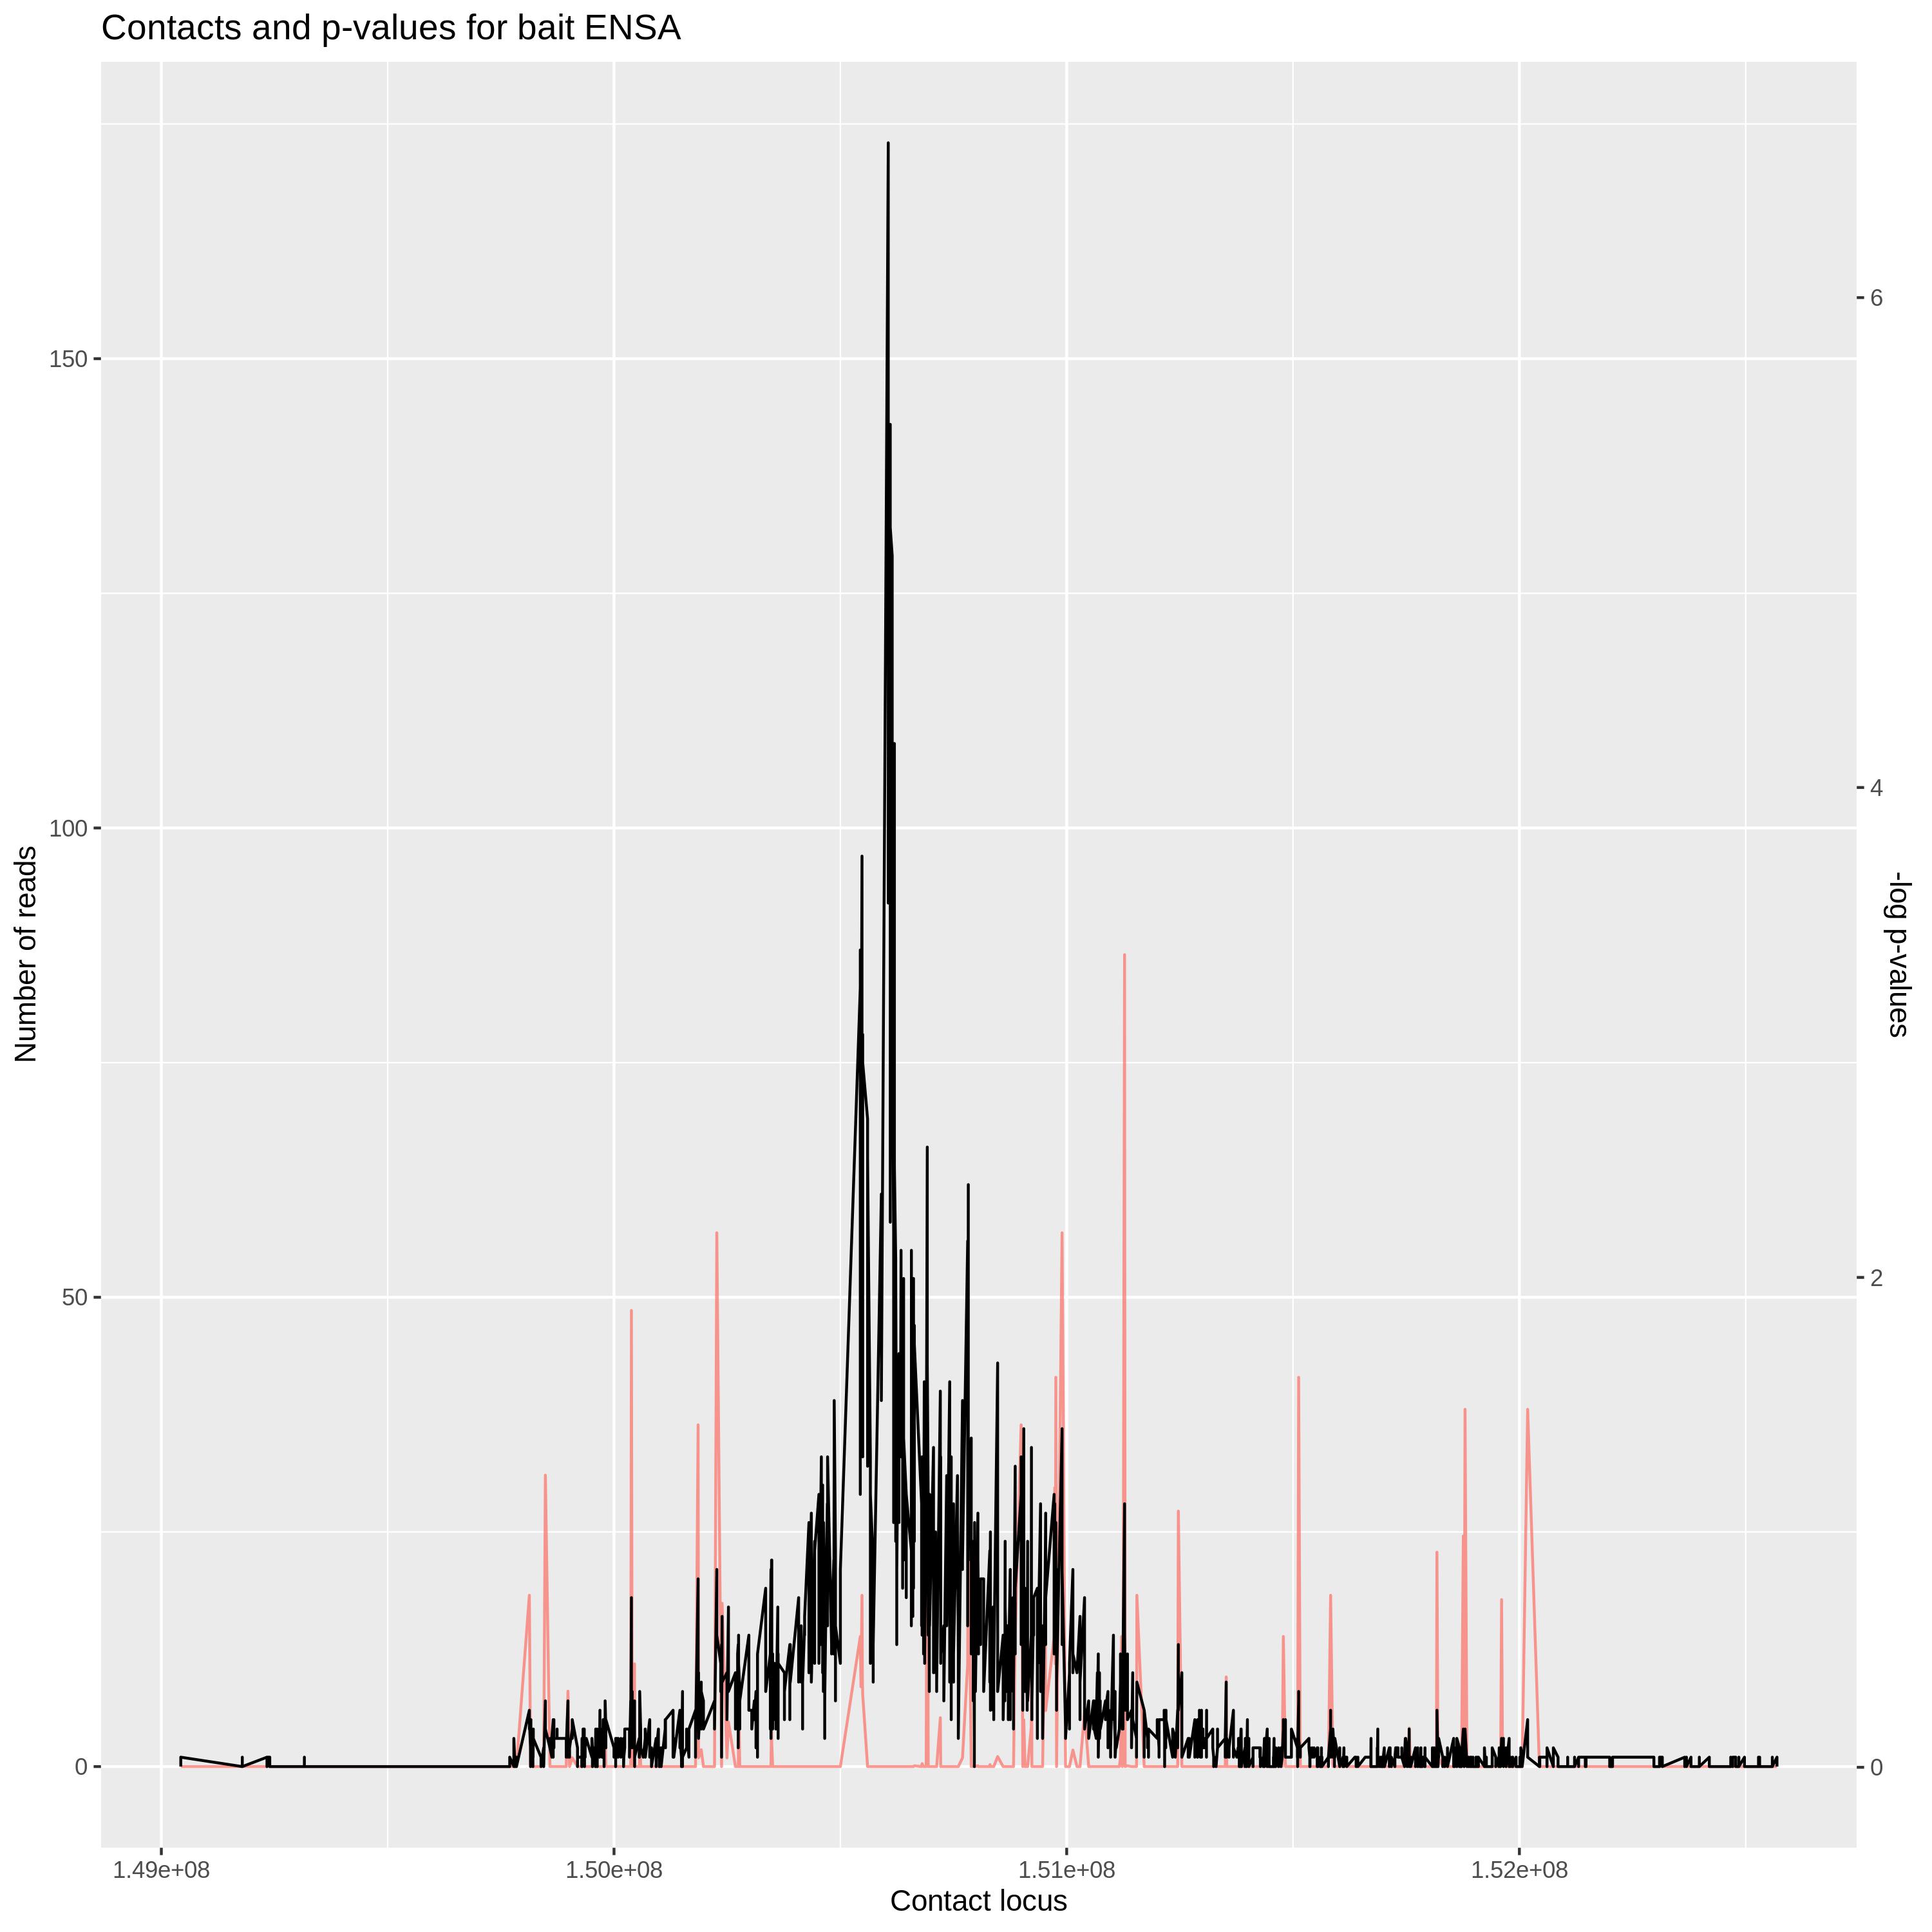 Contacts and p-values for bait ENSA
Number of reads
150
100
50
0
6
4
2
0
-log p-values
1.49e+08
1.50e+08
1.51e+08
1.52e+08
Contact locus